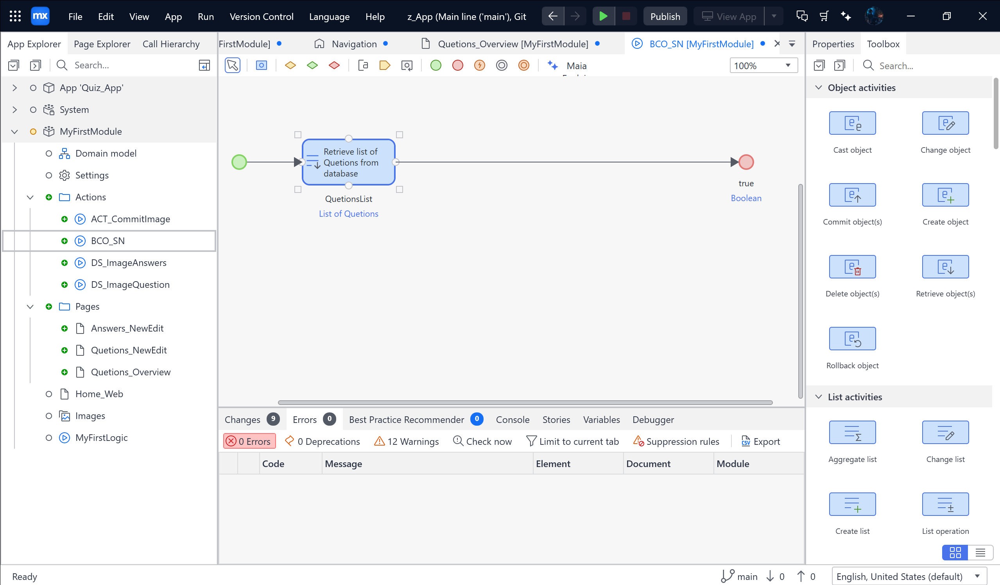 mx File Edit View App Run Version Control Language Help z_App (Main line ('main'), Git Publish View App
App Explorer Page Explorer Call Hierarchy
FirstModule] Navigation Quetions_Overview [MyFirstModule] BCO_SN [MyFirstModule]
Properties Toolbox
Search...
Maia
100%
Search...
App 'Quiz_App'
System
MyFirstModule
Domain model
Settings
Actions
ACT_CommitImage
BCO_SN
DS_ImageAnswers
DS_ImageQuestion
Pages
Answers_NewEdit
Quetions_NewEdit
Quetions_Overview
Home_Web
Images
MyFirstLogic
Retrieve list of
Quetions from
database
QuetionsList
List of Quetions
true
Boolean
Object activities
Cast object
Change object
Commit object(s)
Create object
Delete object(s)
Retrieve object(s)
Rollback object
List activities
Aggregate list
Change list
Create list
List operation
Changes 9 Errors 0 Best Practice Recommender 0 Console Stories Variables Debugger
0 Errors 0 Deprecations 12 Warnings Check now Limit to current tab Suppression rules CSV Export
Code Message Element Document Module
Ready
main 0 0 English, United States (default)